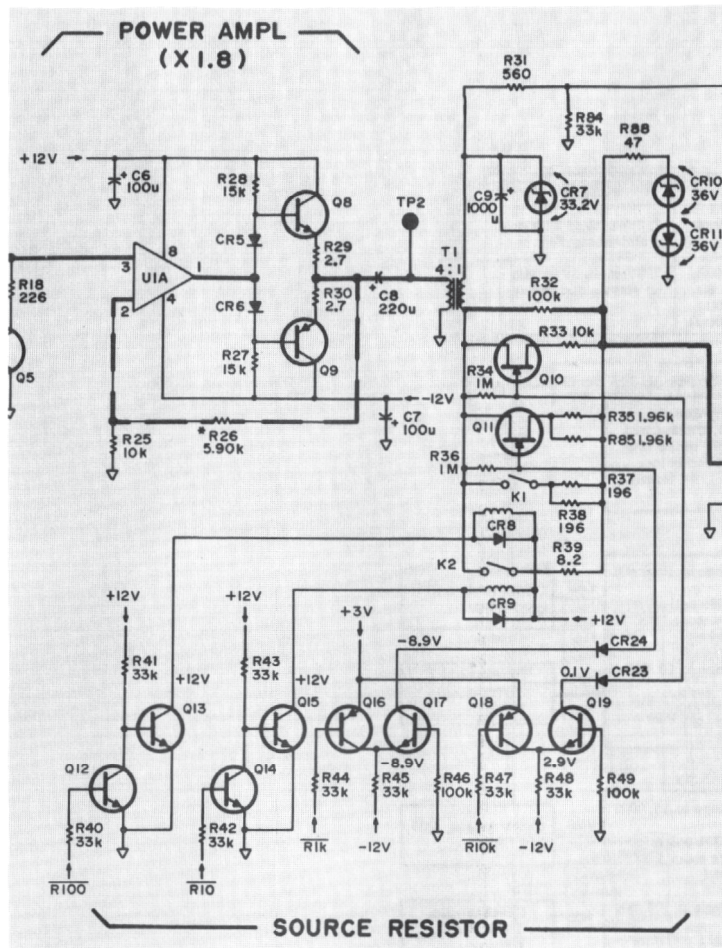 POWER AMPL
(X 1.8)
R31
560
R84
33k
R88
47
+12V
+ C6
100u
R28
15k
Q8
TP2
C9 +
1000
u
CR7
33.2V
CR10
36V
CR11
36V
CR5
R29
2.7
T1
4:1
3
8
U1A
1
R18
226
2
4
CR6
R30
2.7
+ C8
220u
R32
100k
R33 10k
R27
15k
Q9
Q5
R34
1M
Q10
-12V
Q11
R35 1.96k
R85 1.96k
+ C7
100u
R25
10k
* R26
5.90k
R36
1M
K1
R37
196
R38
196
CR8
R39
8.2
K2
CR9
+12V
+12V
+12V
+3V
-8.9V
CR24
R41
33k
+12V
R43
33k
+12V
0.1V
CR23
Q13
Q15
Q16
Q17
Q18
Q19
Q12
Q14
-8.9V
2.9V
R44
33k
R45
33k
R46
100k
R47
33k
R48
33k
R49
100k
R40
33k
R42
33k
R1k
-12V
R10k
-12V
R100
R10
SOURCE RESISTOR